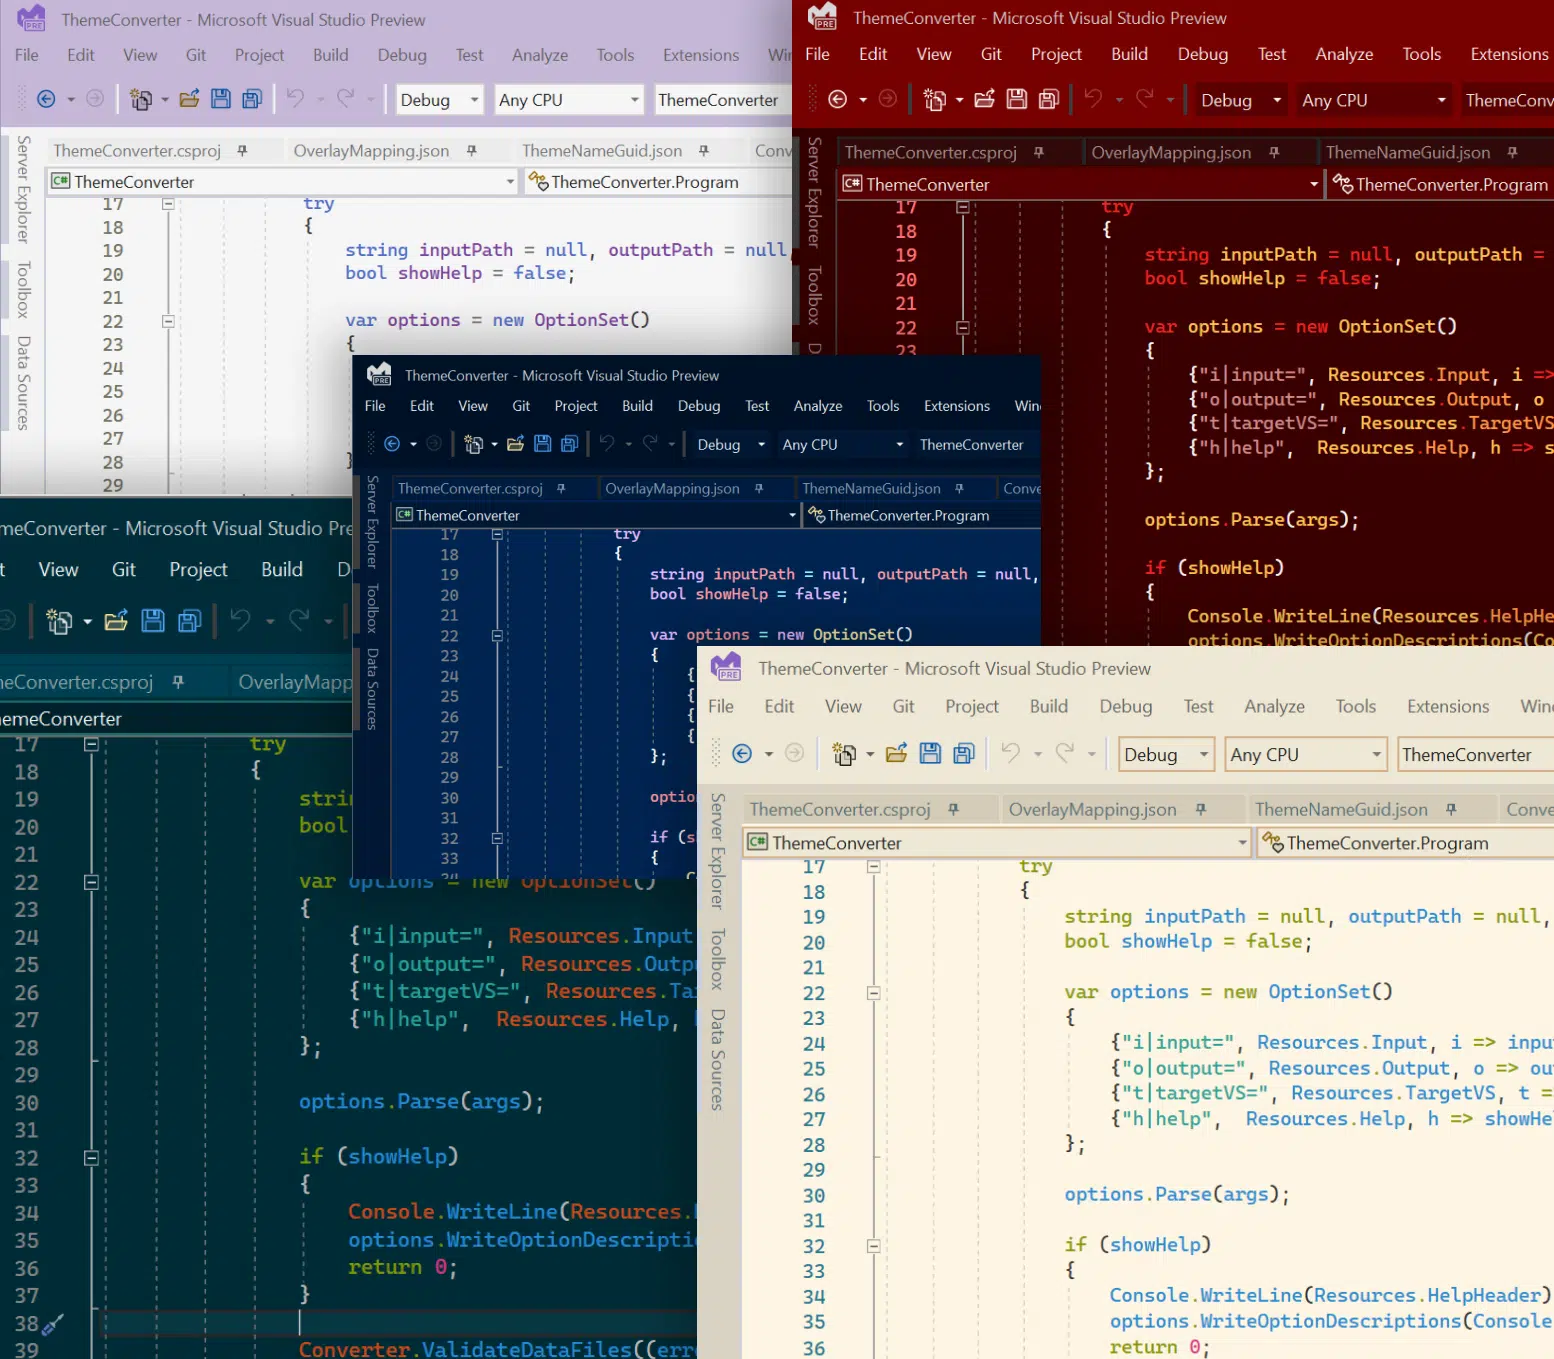 ThemeConverter - Microsoft Visual Studio Preview
File Edit View Git Project Build Debug Test Analyze Tools Extensions
Debug Any CPU ThemeConverter
ThemeConverter.csproj OverlayMapping.json ThemeNameGuid.json
C# ThemeConverter ThemeConverter.Program
Server Explorer
Toolbox
Data Sources
17 try
18 {
19 string inputPath = null, outputPath = null,
20 bool showHelp = false;
21
22 var options = new OptionSet()
23 {
24
25
26
27
28 }
29
ThemeConverter - Microsoft Visual Studio Preview
File Edit View Git Project Build Debug Test Analyze Tools Extensions
Debug Any CPU ThemeConv
ThemeConverter.csproj OverlayMapping.json ThemeNameGuid.json
C# ThemeConverter ThemeConverter.Program
Server Explorer
Toolbox
D
17 try
18 {
19 string inputPath = null, outputPath =
20 bool showHelp = false;
21
22 var options = new OptionSet()
23 {
{"i|input=", Resources.Input, i =>
{"o|output=", Resources.Output, o
{"t|targetVS=", Resources.TargetVS
{"h|help", Resources.Help, h => s
};
options.Parse(args);
if (showHelp)
{
Console.WriteLine(Resources.HelpHe
options.WriteOptionDescriptions(Co
ThemeConverter - Microsoft Visual Studio Preview
File Edit View Git Project Build Debug Test Analyze Tools Extensions Win
Debug Any CPU ThemeConverter
ThemeConverter.csproj OverlayMapping.json ThemeNameGuid.json Conve
C# ThemeConverter ThemeConverter.Program
Server Explorer
Toolbox
Data Sources
17 try
18 {
19 string inputPath = null, outputPath = null,
20 bool showHelp = false;
21
22 var options = new OptionSet()
23 {
24 {
25 {
26 {
27 {
28 };
29
30 optio
31
32 if (s
33 {
34
meConverter - Microsoft Visual Studio Pre
t View Git Project Build D
eConverter.csproj OverlayMapp
emeConverter
17 try
18 {
19 stri
20 bool
21
22 var options = new OptionSet()
23 {
24 {"i|input=", Resources.Input
25 {"o|output=", Resources.Outp
26 {"t|targetVS=", Resources.Ta
27 {"h|help", Resources.Help,
28 };
29
30 options.Parse(args);
31
32 if (showHelp)
33 {
34 Console.WriteLine(Resources.
35 options.WriteOptionDescripti
36 return 0;
37 }
38
39 Converter.ValidateDataFiles((err
ThemeConverter - Microsoft Visual Studio Preview
File Edit View Git Project Build Debug Test Analyze Tools Extensions Win
Debug Any CPU ThemeConverter
ThemeConverter.csproj OverlayMapping.json ThemeNameGuid.json Conve
C# ThemeConverter ThemeConverter.Program
Server Explorer
Toolbox
Data Sources
17 try
18 {
19 string inputPath = null, outputPath = null,
20 bool showHelp = false;
21
22 var options = new OptionSet()
23 {
24 {"i|input=", Resources.Input, i => inpu
25 {"o|output=", Resources.Output, o => ou
26 {"t|targetVS=", Resources.TargetVS, t =
27 {"h|help", Resources.Help, h => showHe
28 };
29
30 options.Parse(args);
31
32 if (showHelp)
33 {
34 Console.WriteLine(Resources.HelpHeader)
35 options.WriteOptionDescriptions(Console
36 return 0;